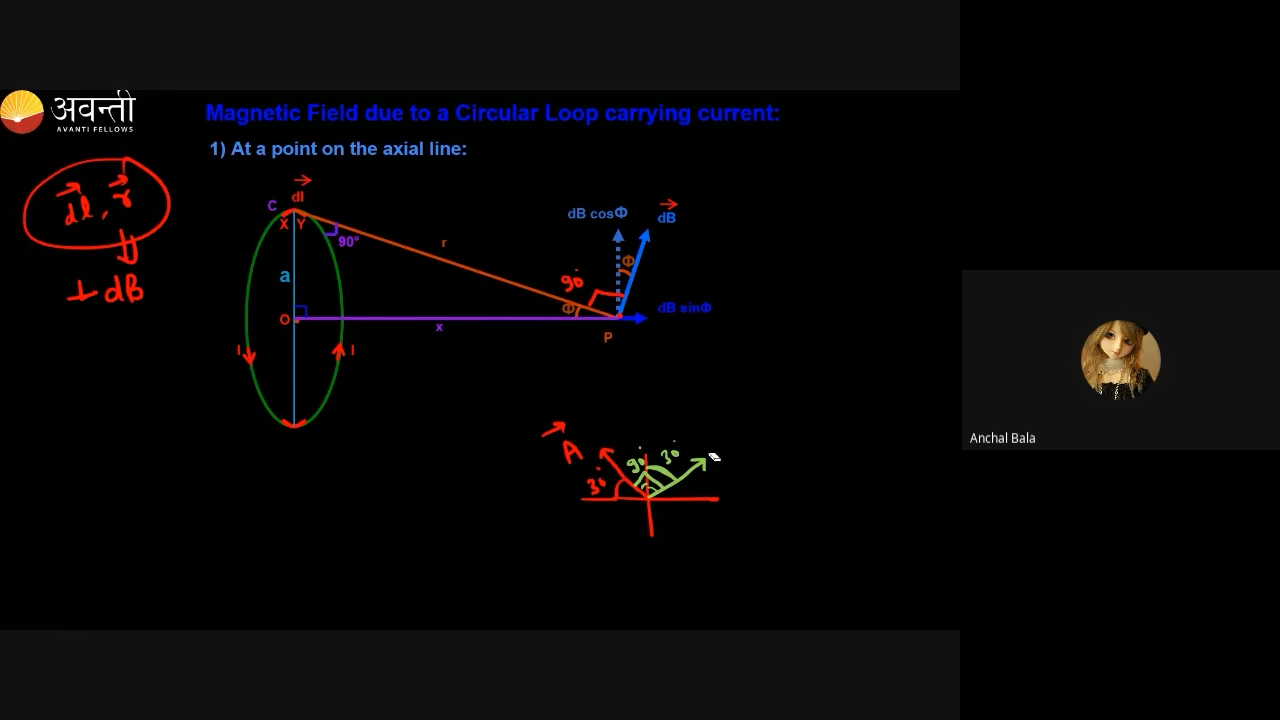 अवन्ती
AVANTI FELLOWS
Magnetic Field due to a Circular Loop carrying current:
1) At a point on the axial line:
dl, r
⊥ dB
C
dl
X Y
90°
a
r
O
x
I
I
dB cosΦ
dB
Φ
90°
Φ
dB sinΦ
P
A
30°
90°
30°
Anchal Bala